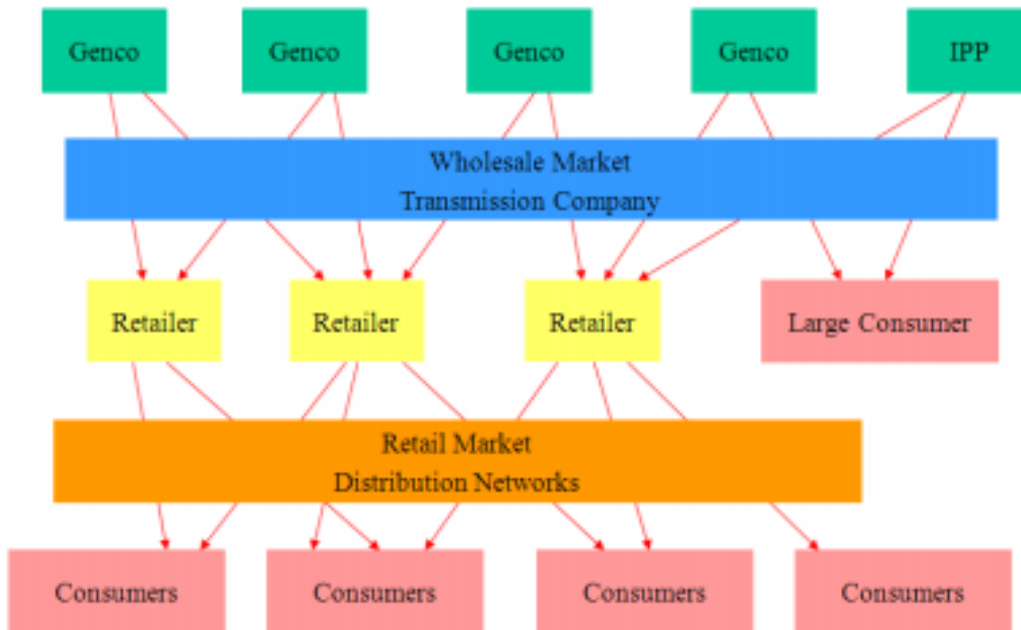 Genco
Genco
Genco
Genco
IPP
Wholesale Market
Transmission Company
Retailer
Retailer
Retailer
Large Consumer
Retail Market
Distribution Networks
Consumers
Consumers
Consumers
Consumers